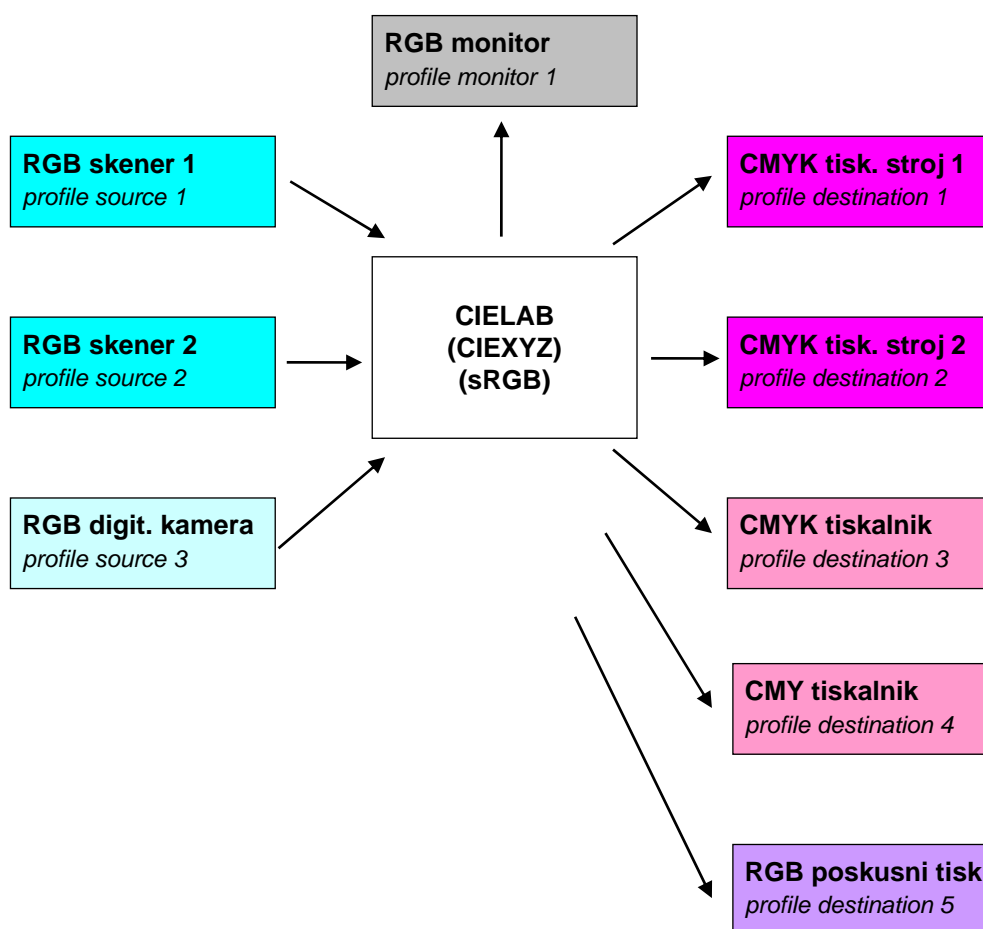 RGB monitor
profile monitor 1
RGB skener 1
profile source 1
CMYK tisk. stroj 1
profile destination 1
CIELAB
(CIEXYZ)
(sRGB)
RGB skener 2
profile source 2
CMYK tisk. stroj 2
profile destination 2
RGB digit. kamera
profile source 3
CMYK tiskalnik
profile destination 3
CMY tiskalnik
profile destination 4
RGB poskusni tisk
profile destination 5